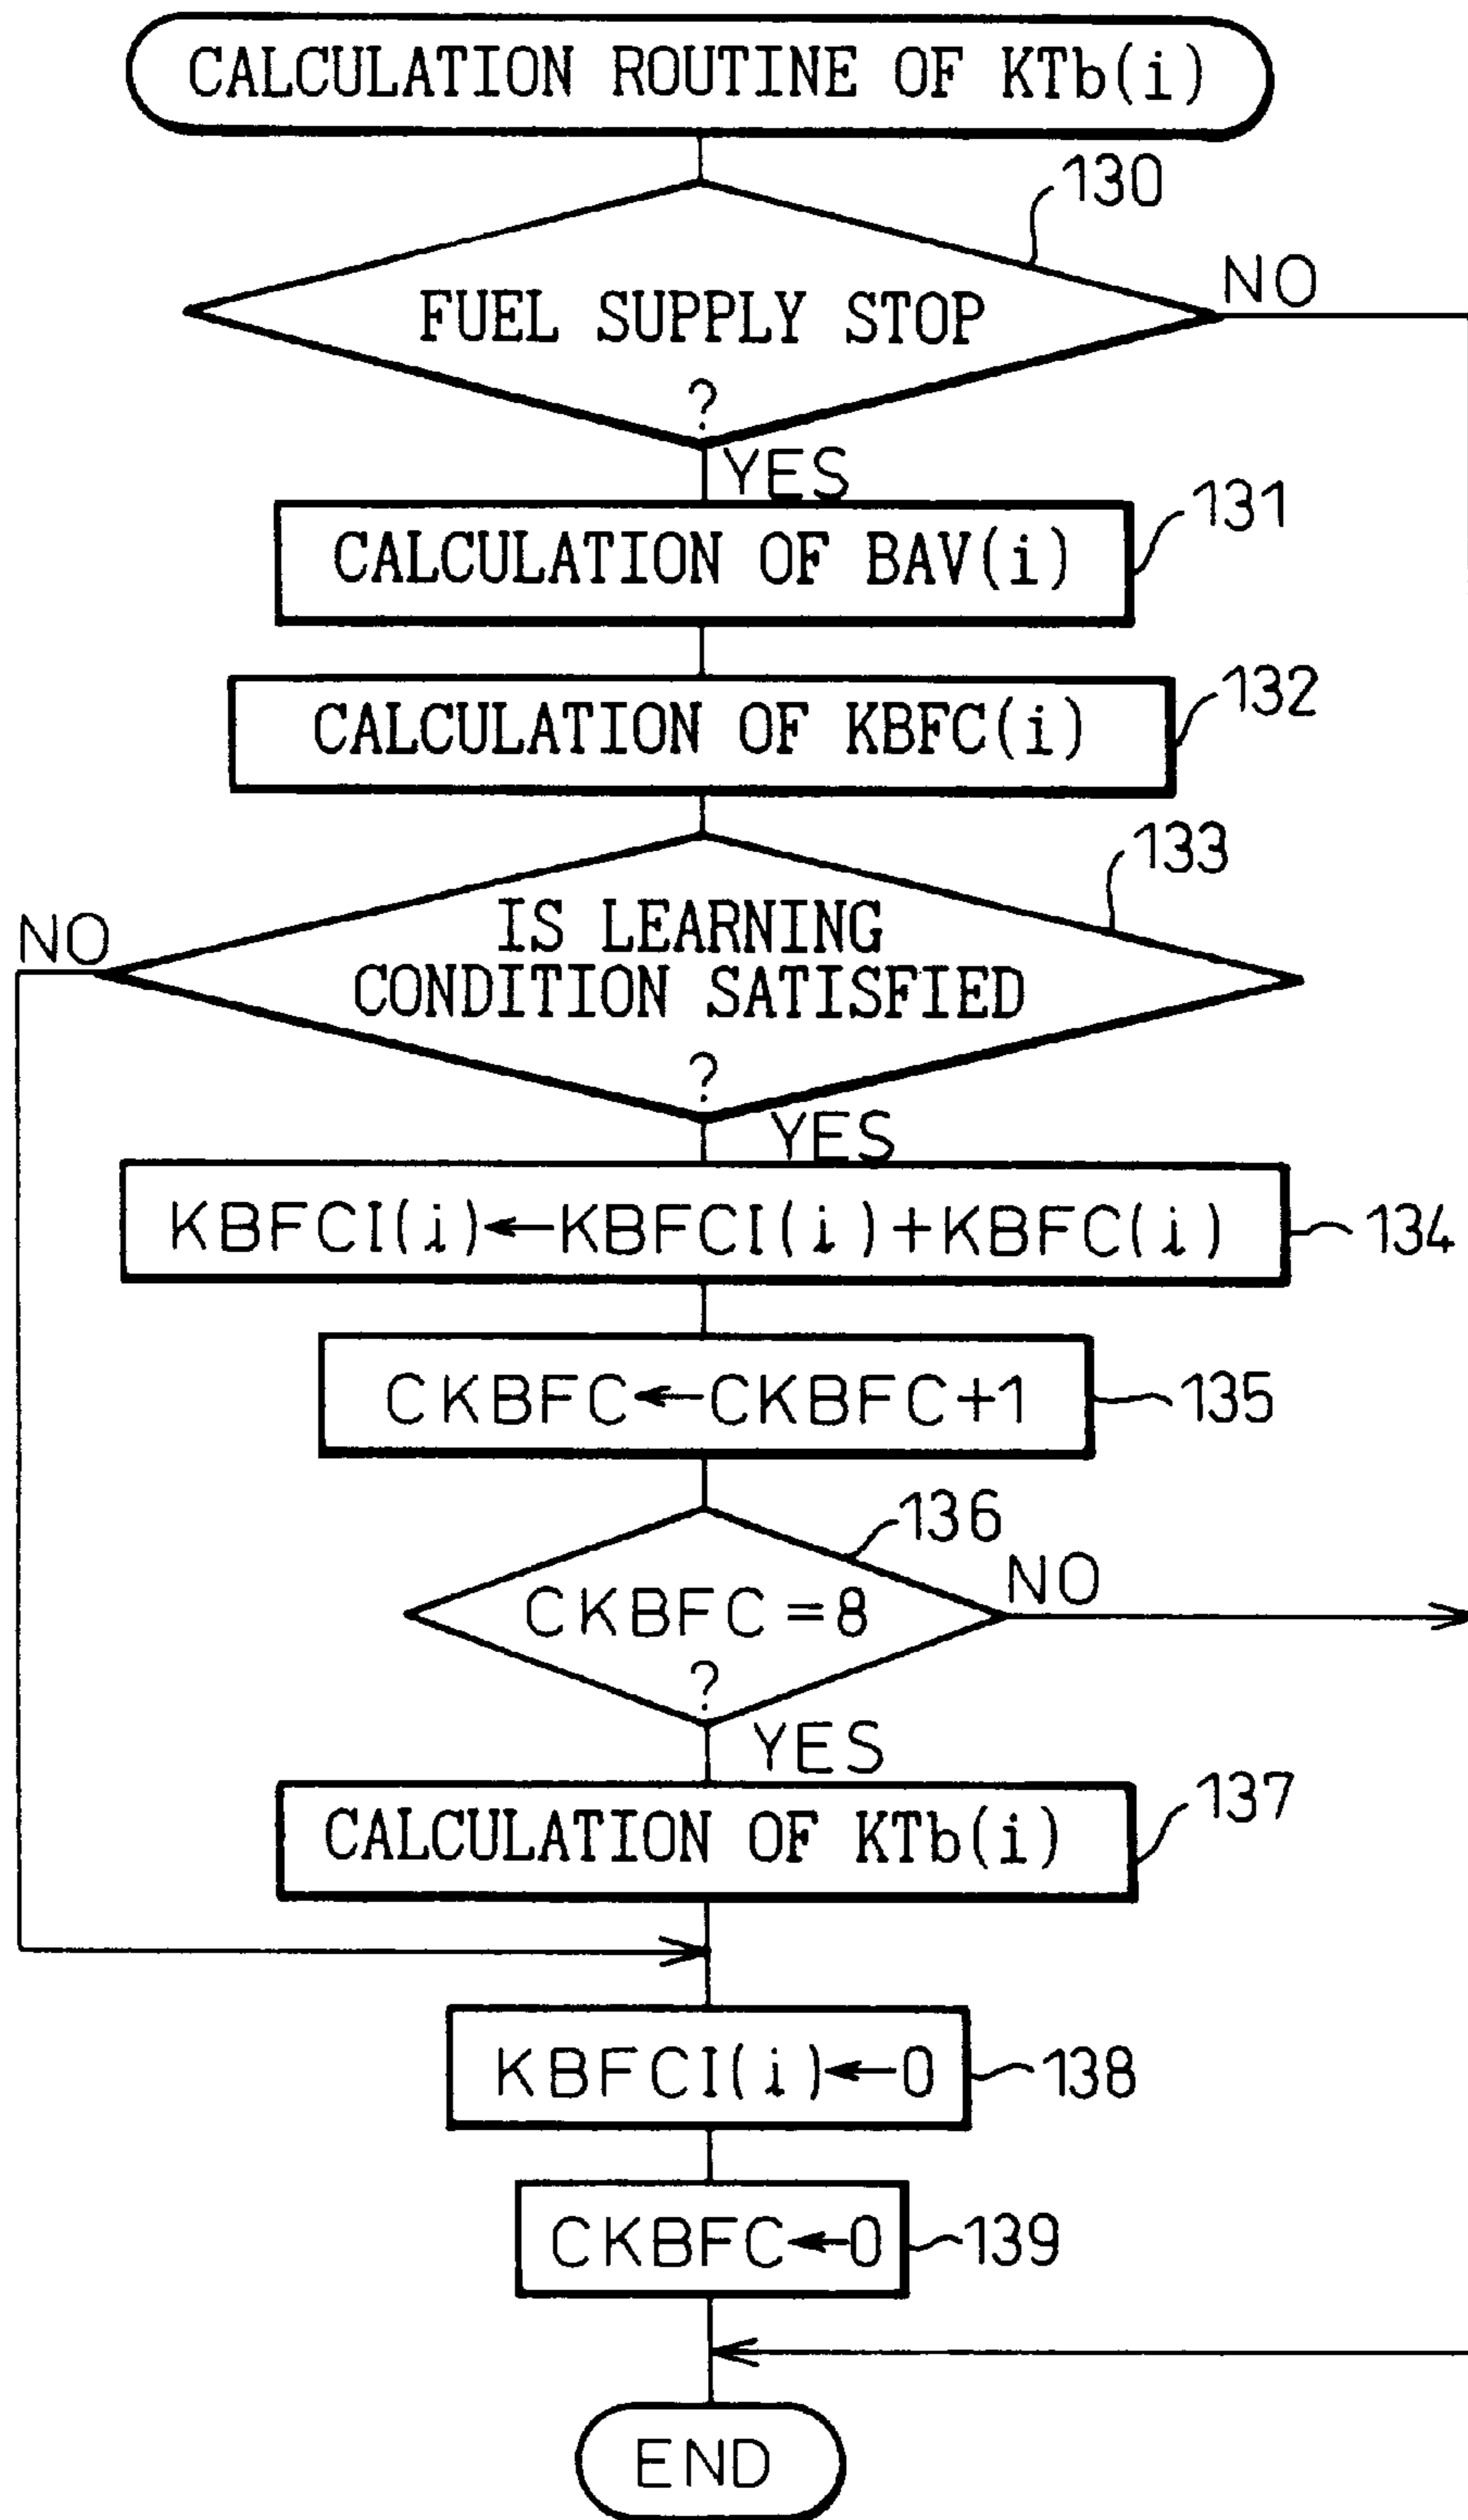 CALCULATION ROUTINE OF KTb(i)
130
NO
FUEL SUPPLY STOP
?
YES
131
CALCULATION OF BAV(i)
132
CALCULATION OF KBFC(i)
133
NO
IS LEARNING
CONDITION SATISFIED
?
YES
KBFCI(i)←KBFCI(i)+KBFC(i)
134
CKBFC←CKBFC+1
135
136
NO
CKBFC=8
?
YES
137
CALCULATION OF KTb(i)
KBFCI(i)←0
138
CKBFC←0
139
END